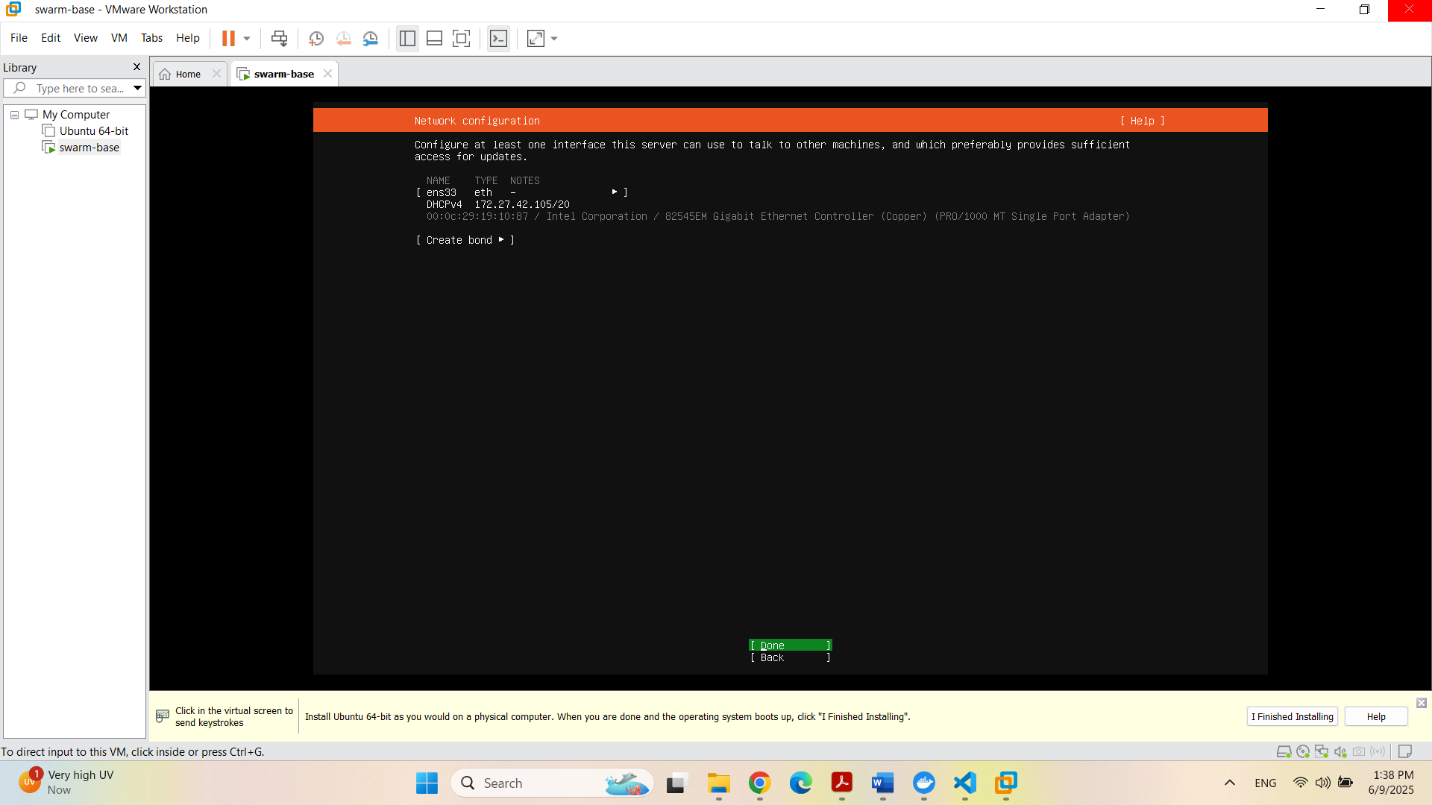 swarm-base - VMware Workstation
File Edit View VM Tabs Help
Library
Type here to sea...
Home
swarm-base
My Computer
Ubuntu 64-bit
swarm-base
Network configuration [ Help ]
Configure at least one interface this server can use to talk to other machines, and which preferably provides sufficient
access for updates.
NAME TYPE NOTES
[ ens33 eth - ▸ ]
DHCPv4 172.27.42.105/20
00:0c:29:19:10:87 / Intel Corporation / 82545EM Gigabit Ethernet Controller (Copper) (PRO/1000 MT Single Port Adapter)
[ Create bond ▸ ]
[ Done ]
[ Back ]
Click in the virtual screen to
send keystrokes
Install Ubuntu 64-bit as you would on a physical computer. When you are done and the operating system boots up, click "I Finished Installing".
I Finished Installing
Help
To direct input to this VM, click inside or press Ctrl+G.
UV 1
Very high UV
Now
Search
ENG
1:38 PM
6/9/2025